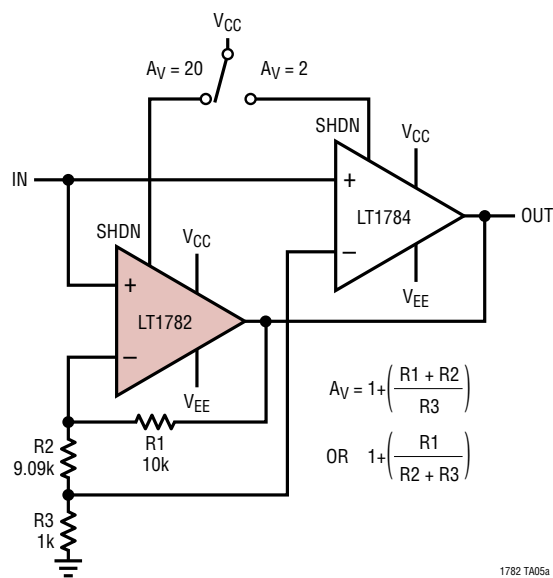 VCC
AV = 20
AV = 2
SHDN
VCC
IN
+
LT1784
OUT
−
VEE
SHDN
VCC
+
LT1782
−
VEE
R1
10k
R2
9.09k
R3
1k
AV = 1+(R1 + R2 / R3)
OR 1+(R1 / R2 + R3)
1782 TA05a